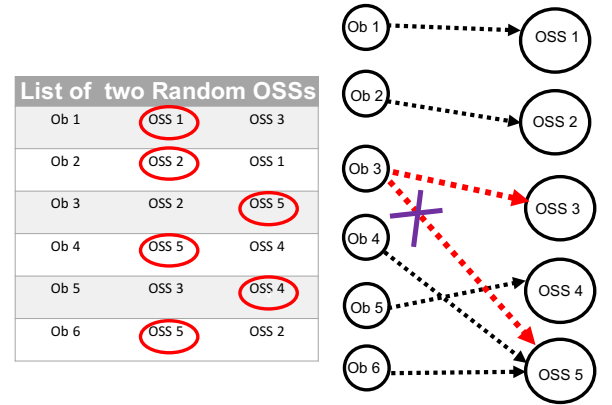 List of two Random OSSs
Ob 1 OSS 1 OSS 3
Ob 2 OSS 2 OSS 1
Ob 3 OSS 2 OSS 5
Ob 4 OSS 5 OSS 4
Ob 5 OSS 3 OSS 4
Ob 6 OSS 5 OSS 2
Ob 1 OSS 1
Ob 2 OSS 2
Ob 3 OSS 3
Ob 4
Ob 5 OSS 4
Ob 6 OSS 5